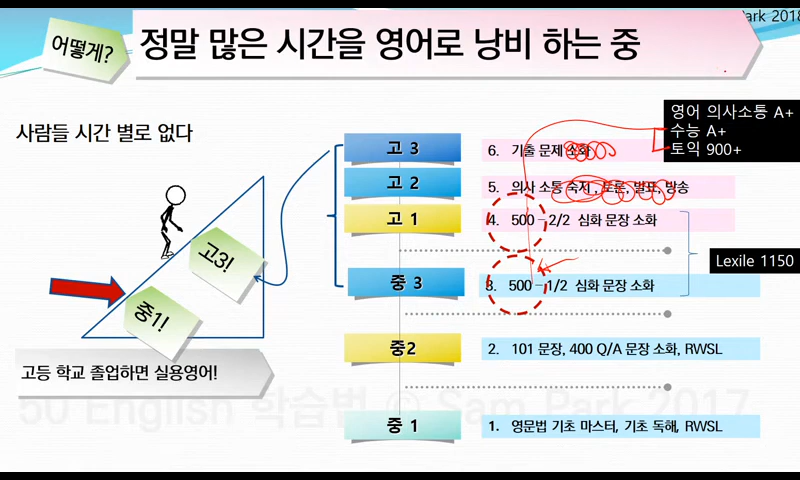 Park 2018
어떻게?
정말 많은 시간을 영어로 낭비 하는 중
사람들 시간 별로 없다
영어 의사소통 A+
수능 A+
토익 900+
고 3
6. 기출 문제 소화
고 2
5. 의사 소통 숙제, 토론, 발표, 방송
고 1
4. 500 – 2/2 심화 문장 소화
Lexile 1150
중 3
3. 500 – 1/2 심화 문장 소화
고3!
중1!
중2
2. 101 문장, 400 Q/A 문장 소화, RWSL
고등 학교 졸업하면 실용영어!
중 1
1. 영문법 기초 마스터, 기초 독해, RWSL
50 English 학습법 © Sam Park 2017